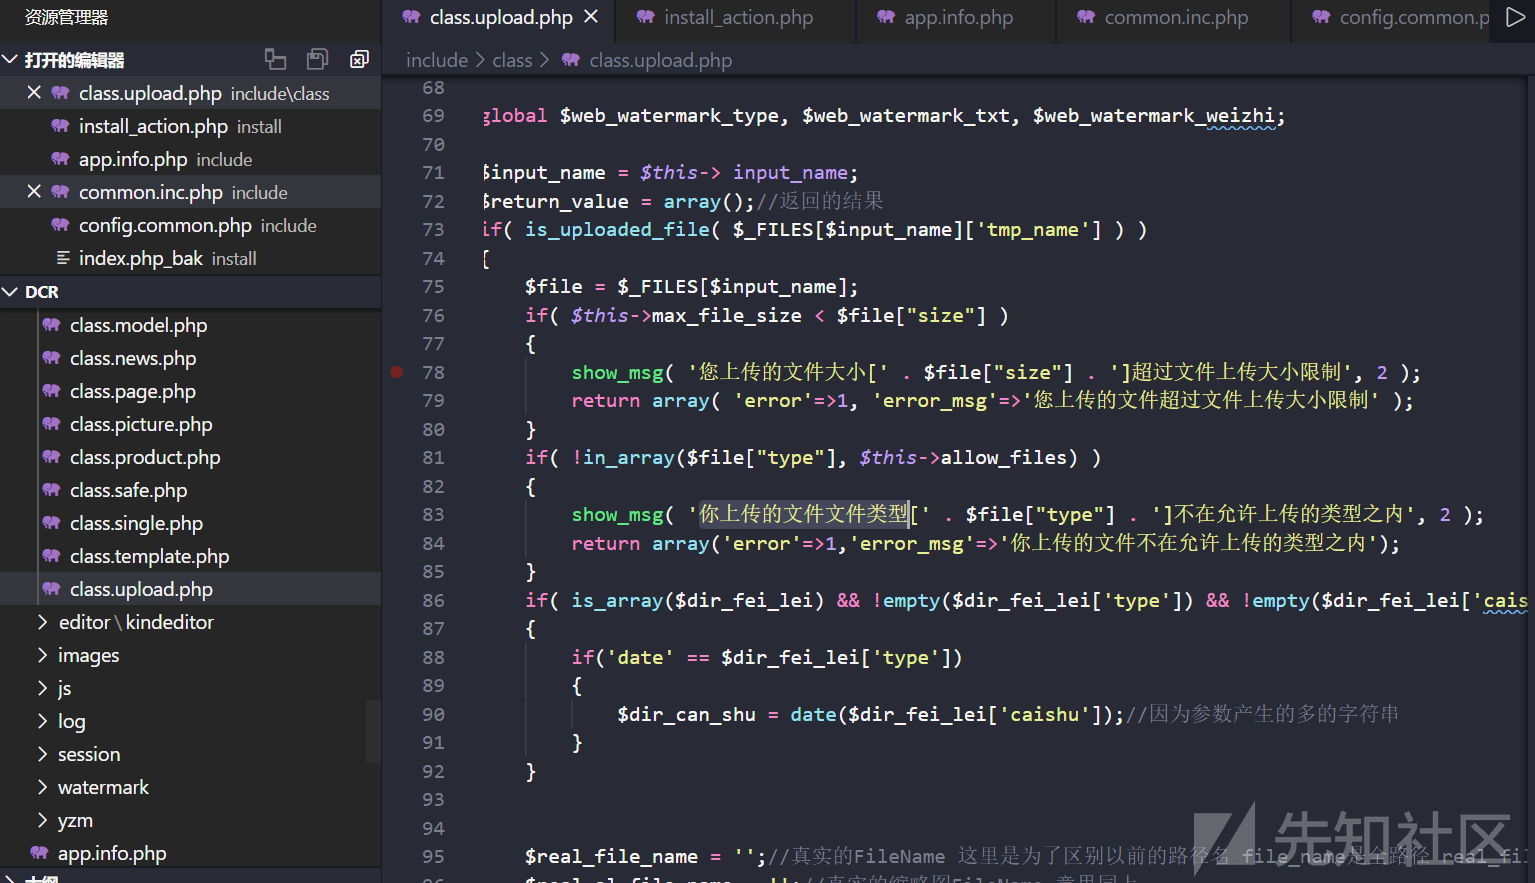 资源管理器
打开的编辑器
class.upload.php include\class
install_action.php install
app.info.php include
common.inc.php include
config.common.php include
index.php_bak install
DCR
class.model.php
class.news.php
class.page.php
class.picture.php
class.product.php
class.safe.php
class.single.php
class.template.php
class.upload.php
editor\kindeditor
images
js
log
session
watermark
yzm
app.info.php
大纲
class.upload.php install_action.php app.info.php common.inc.php config.common.p
include > class > class.upload.php
68
69 global $web_watermark_type, $web_watermark_txt, $web_watermark_weizhi;
70
71 $input_name = $this-> input_name;
72 $return_value = array();//返回的结果
73 if( is_uploaded_file( $_FILES[$input_name]['tmp_name'] ) )
74 {
75 $file = $_FILES[$input_name];
76 if( $this->max_file_size < $file["size"] )
77 {
78 show_msg( '您上传的文件大小[' . $file["size"] . ']超过文件上传大小限制', 2 );
79 return array( 'error'=>1, 'error_msg'=>'您上传的文件超过文件上传大小限制' );
80 }
81 if( !in_array($file["type"], $this->allow_files) )
82 {
83 show_msg( '你上传的文件文件类型[' . $file["type"] . ']不在允许上传的类型之内', 2 );
84 return array('error'=>1,'error_msg'=>'你上传的文件不在允许上传的类型之内');
85 }
86 if( is_array($dir_fei_lei) && !empty($dir_fei_lei['type']) && !empty($dir_fei_lei['cais
87 {
88 if('date' == $dir_fei_lei['type'])
89 {
90 $dir_can_shu = date($dir_fei_lei['caishu']);//因为参数产生的多的字符串
91 }
92 }
93
94
95 $real_file_name = '';//真实的FileName 这里是为了区别以前的路径名 file_name是全路径 real_fil
先知社区